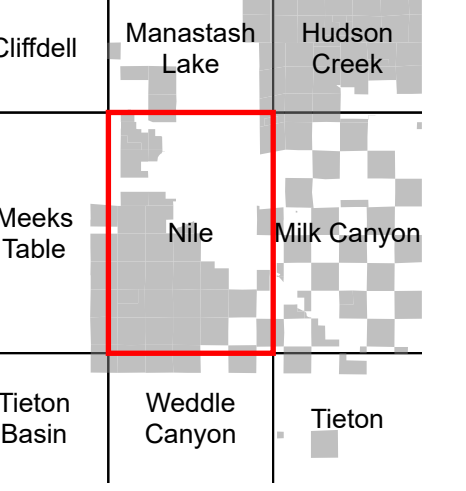 Cliffdell
Manastash
Lake
Hudson
Creek
Meeks
Table
Nile
Milk Canyon
Tieton
Basin
Weddle
Canyon
Tieton